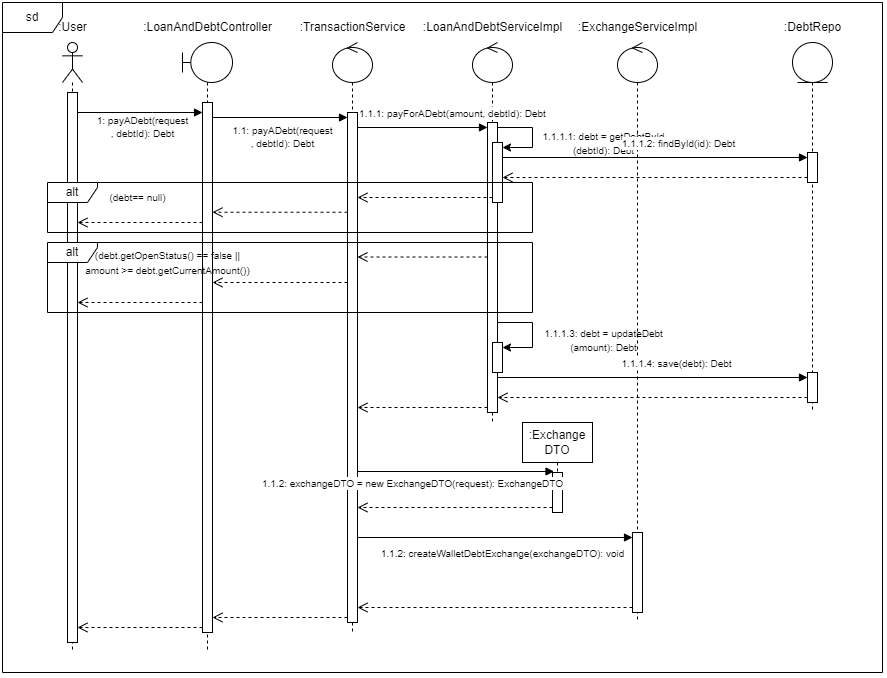 sd
:User
:LoanAndDebtController
:TransactionService
:LoanAndDebtServiceImpl
:ExchangeServiceImpl
:DebtRepo
1: payADebt(request
, debtId): Debt
1.1: payADebt(request
, debtId): Debt
1.1.1: payForADebt(amount, debtId): Debt
1.1.1.1: debt = getDebtById
(debtId): Debt
1.1.1.2: findById(id): Debt
alt
(debt== null)
alt
(debt.getOpenStatus() == false ||
amount >= debt.getCurrentAmount())
1.1.1.3: debt = updateDebt
(amount): Debt
1.1.1.4: save(debt): Debt
:Exchange
DTO
1.1.2: exchangeDTO = new ExchangeDTO(request): ExchangeDTO
1.1.2: createWalletDebtExchange(exchangeDTO): void